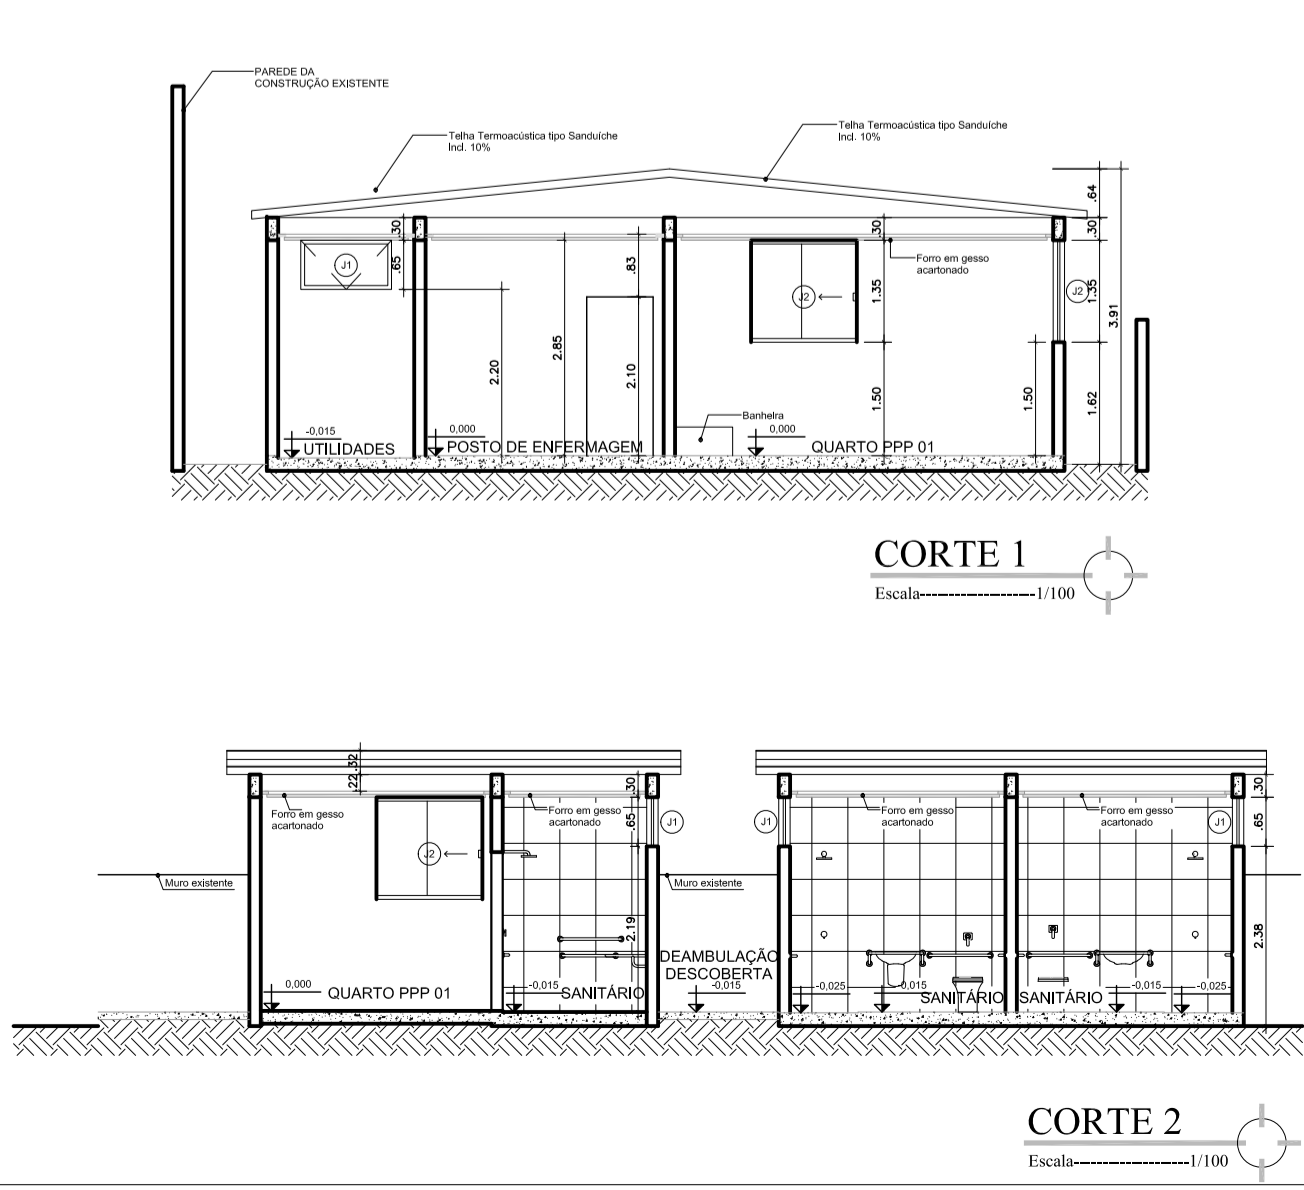 PAREDE DA
CONSTRUÇÃO EXISTENTE
Telha Termoacústica tipo Sanduíche
Incl. 10%
Telha Termoacústica tipo Sanduíche
Incl. 10%
.64
.30
.30
.30
J1
.65
.83
Forro em gesso
acartonado
J2
1.35
J2
1.35
3.91
2.20
2.85
2.10
1.50
1.50
1.62
Banheira
-0,015
0,000
0,000
UTILIDADES
POSTO DE ENFERMAGEM
QUARTO PPP 01
CORTE 1
Escala----------------------1/100
.32
.22
.30
.30
Forro em gesso
acartonado
Forro em gesso
acartonado
Forro em gesso
acartonado
Forro em gesso
acartonado
.65
J1
J1
J1
.65
J2
Muro existente
Muro existente
2.19
2.38
DEAMBULAÇÃO
DESCOBERTA
0,000
QUARTO PPP 01
-0,015
SANITÁRIO
-0,015
-0,025
-0,015
SANITÁRIO
SANITÁRIO
-0,015
-0,025
CORTE 2
Escala----------------------1/100